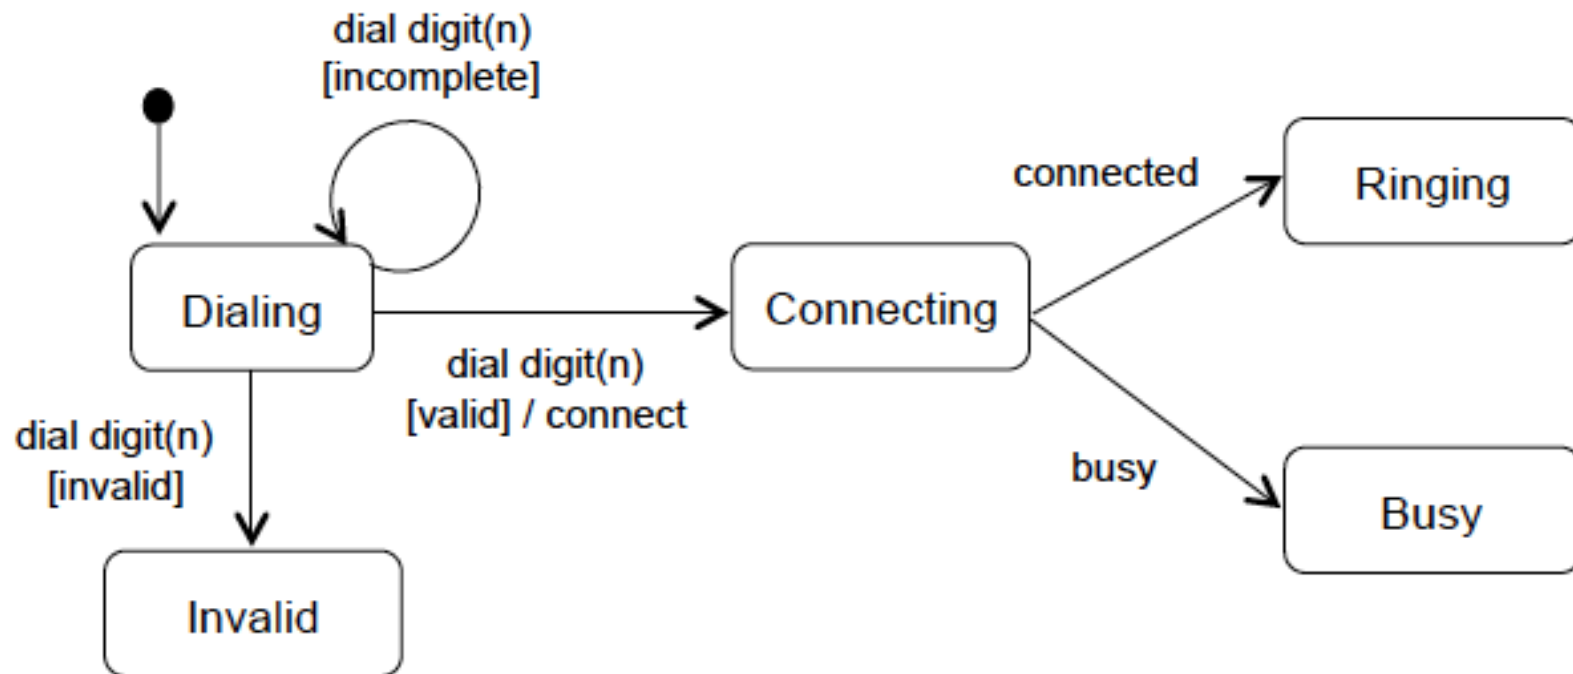 dial digit(n)
[incomplete]
connected
Ringing
Dialing
Connecting
dial digit(n)
[valid] / connect
dial digit(n)
[invalid]
busy
Busy
Invalid